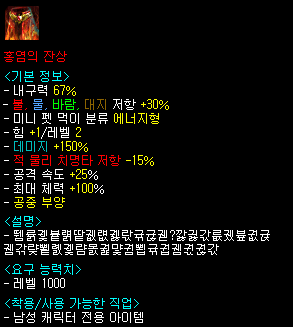 홍염의 잔상
<기본 정보>
- 내구력 67%
- 불, 물, 바람, 대지 저항 +30%
- 미니 펫 먹이 분류 에너지형
- 힘 +1/레벨 2
- 데미지 +150%
- 적 물리 치명타 저항 -15%
- 공격 속도 +25%
- 최대 체력 +100%
- 공중 부양
<설명>
<요구 능력치>
- 레벨 1000
<착용/사용 가능한 직업>
- 남성 캐릭터 전용 아이템